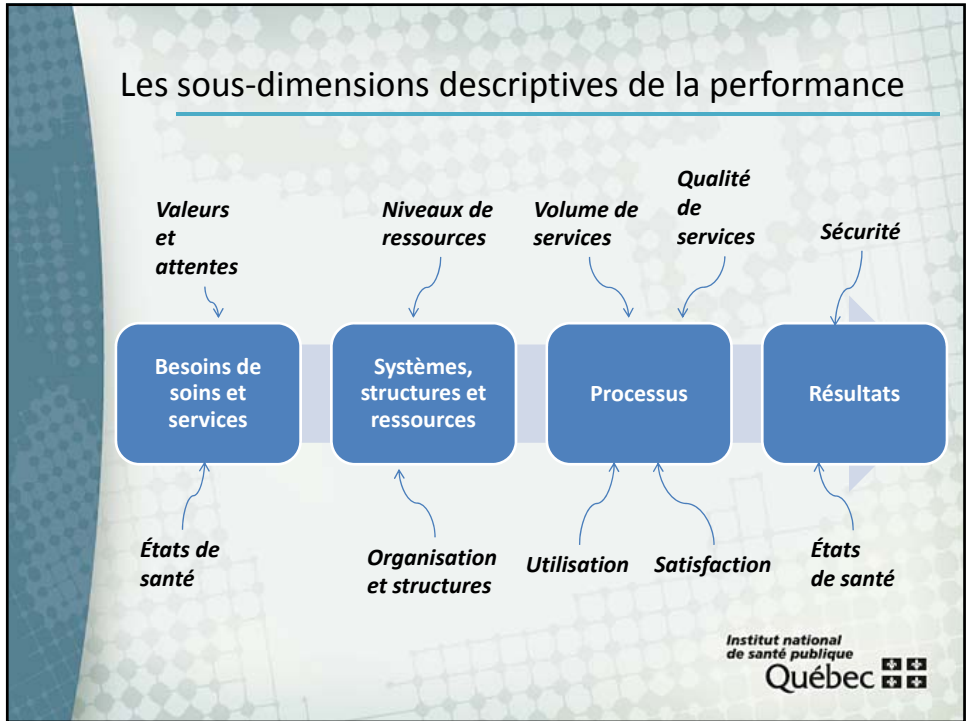 Les sous-dimensions descriptives de la performance
Valeurs
et
attentes
Niveaux de
ressources
Volume de
services
Qualité
de
services
Sécurité
Besoins de
soins et
services
Systèmes,
structures et
ressources
Processus
Résultats
États de
santé
Organisation
et structures
Utilisation
Satisfaction
États
de santé
Institut national
de santé publique
Québec